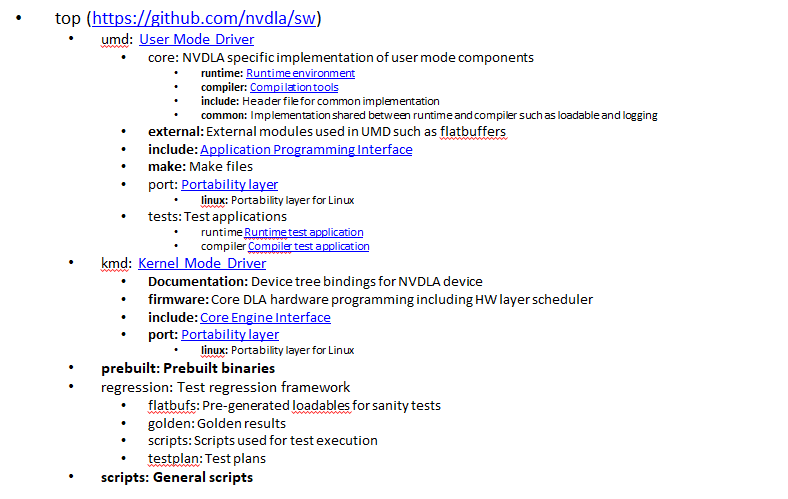 • top (https://github.com/nvdla/sw)
• umd: User Mode Driver
• core: NVDLA specific implementation of user mode components
• runtime: Runtime environment
• compiler: Compilation tools
• include: Header file for common implementation
• common: Implementation shared between runtime and compiler such as loadable and logging
• external: External modules used in UMD such as flatbuffers
• include: Application Programming Interface
• make: Make files
• port: Portability layer
• linux: Portability layer for Linux
• tests: Test applications
• runtime Runtime test application
• compiler Compiler test application
• kmd: Kernel Mode Driver
• Documentation: Device tree bindings for NVDLA device
• firmware: Core DLA hardware programming including HW layer scheduler
• include: Core Engine Interface
• port: Portability layer
• linux: Portability layer for Linux
• prebuilt: Prebuilt binaries
• regression: Test regression framework
• flatbufs: Pre-generated loadables for sanity tests
• golden: Golden results
• scripts: Scripts used for test execution
• testplan: Test plans
• scripts: General scripts